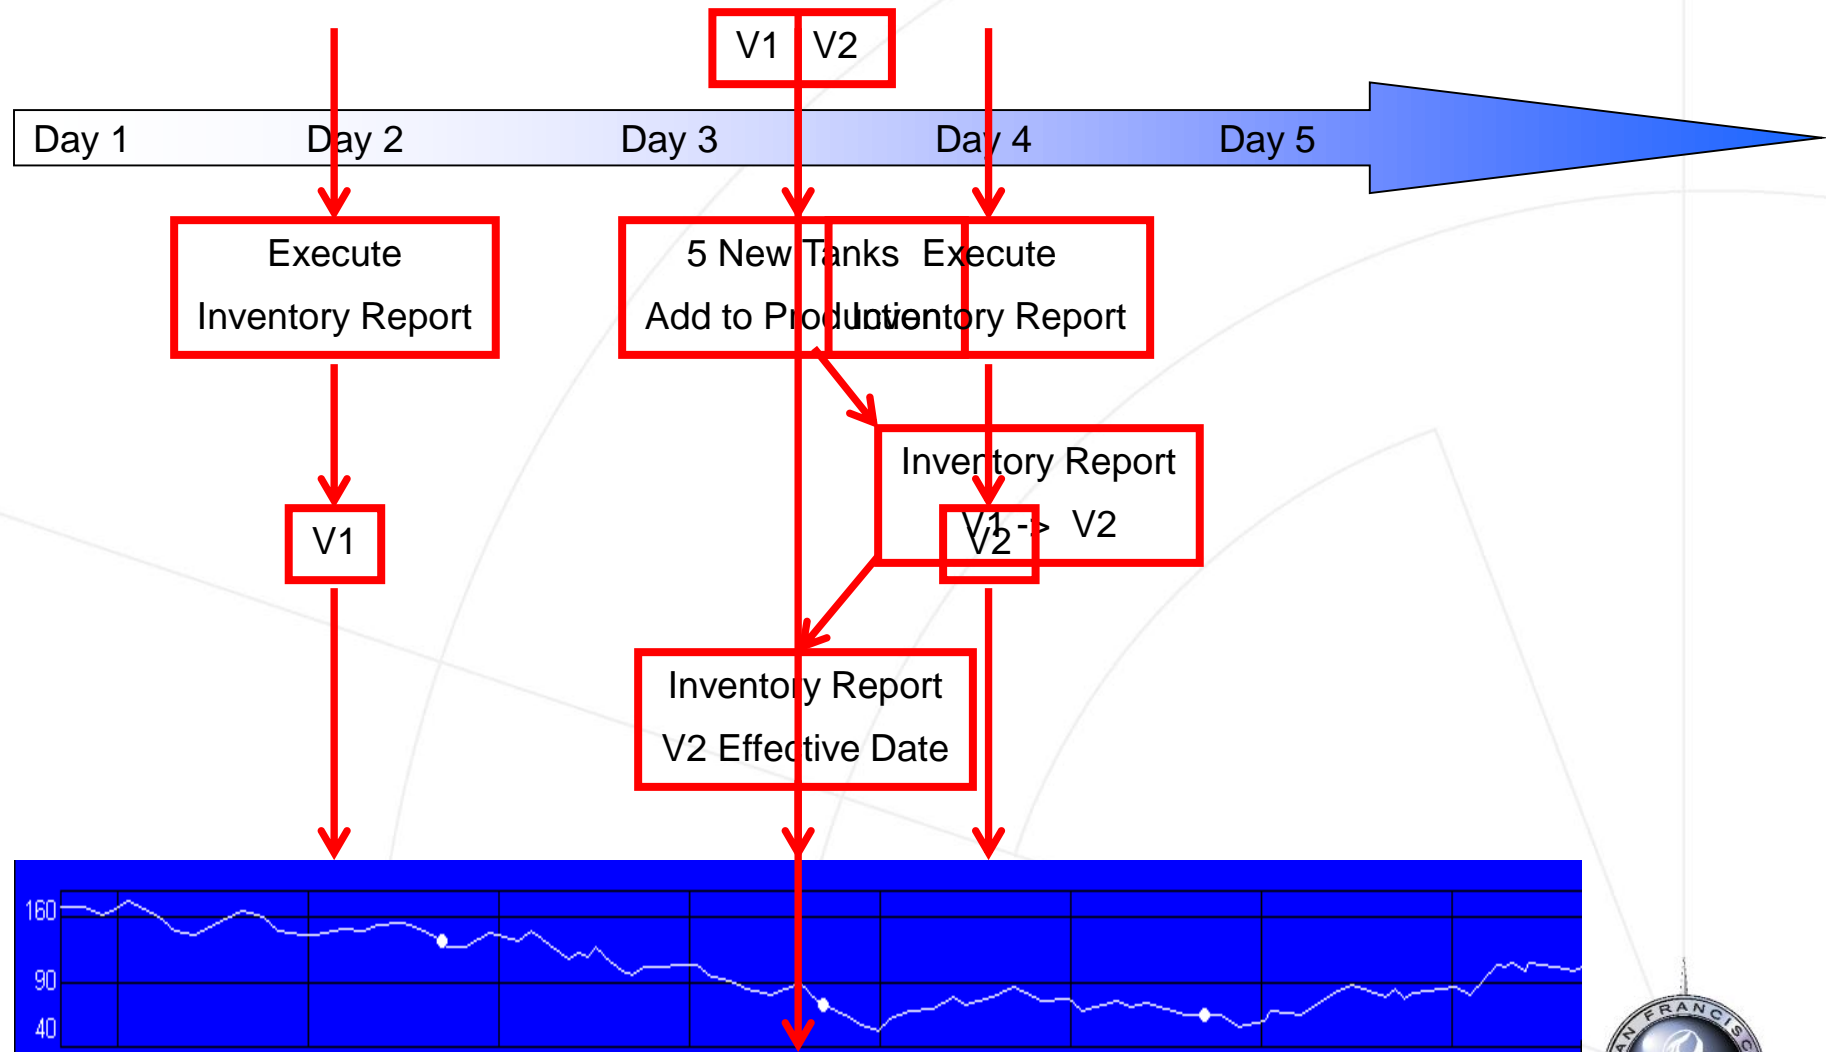 V1 V2
Day 1 Day 2 Day 3 Day 4 Day 5
Execute
Inventory Report
5 New Tanks
Add to Production
Execute
Inventory Report
Inventory Report
V1 -> V2
V1
V2
Inventory Report
V2 Effective Date
160
90
40
FRANCISC